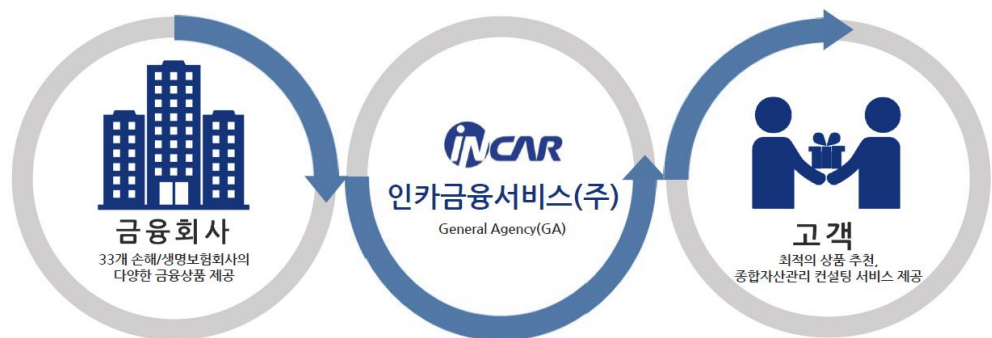 금융회사
33개 손해/생명보험회사의
다양한 금융상품 제공
iNCAR
인카금융서비스(주)
General Agency(GA)
고객
최적의 상품 추천,
종합자산관리 컨설팅 서비스 제공